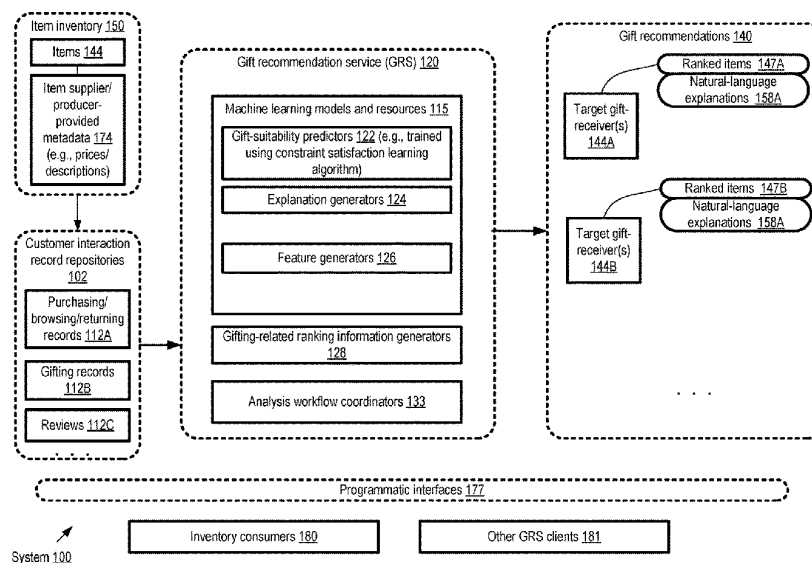 Item inventory 150
Items 144
Item supplier/
producer-
provided
metadata 174
(e.g., prices/
descriptions)
Customer interaction
record repositories
102
Purchasing/
browsing/returning
records 112A
Gifting records
112B
Reviews 112C
Gift recommendation service (GRS) 120
Machine learning models and resources 115
Gift-suitability predictors 122 (e.g., trained
using constraint satisfaction learning
algorithm)
Explanation generators 124
Feature generators 126
Gifting-related ranking information generators
128
Analysis workflow coordinators 133
Gift recommendations 140
Ranked items 147A
Natural-language
explanations 158A
Target gift-
receiver(s)
144A
Ranked items 147B
Natural-language
explanations 158A
Target gift-
receiver(s)
144B
. . .
Programmatic interfaces 177
Inventory consumers 180
Other GRS clients 181
System 100